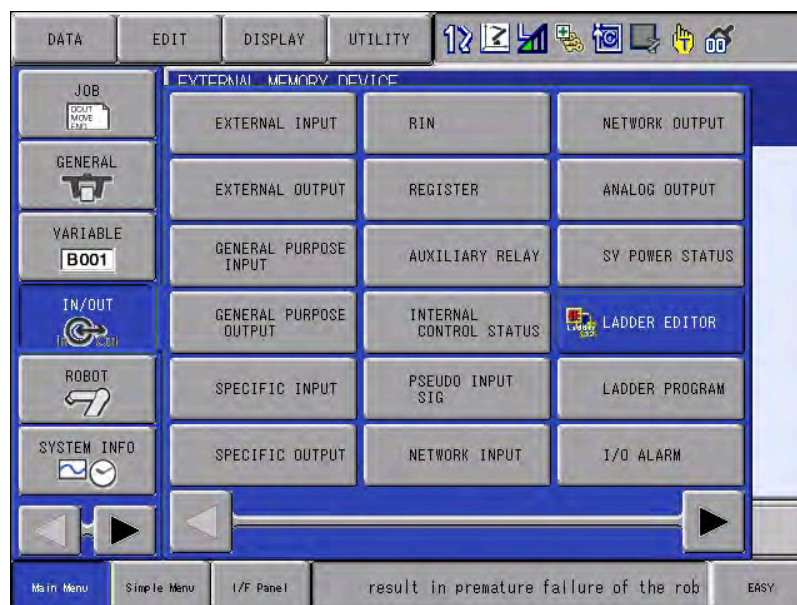 DATA
EDIT
DISPLAY
UTILITY
EXTERNAL MEMORY DEVICE
JOB
DOUT
MOVE
END
GENERAL
VARIABLE
B001
IN/OUT
In Out
ROBOT
SYSTEM INFO
EXTERNAL INPUT
RIN
NETWORK OUTPUT
EXTERNAL OUTPUT
REGISTER
ANALOG OUTPUT
GENERAL PURPOSE
INPUT
AUXILIARY RELAY
SV POWER STATUS
GENERAL PURPOSE
OUTPUT
INTERNAL
CONTROL STATUS
LADDER EDITOR
SPECIFIC INPUT
PSEUDO INPUT
SIG
LADDER PROGRAM
SPECIFIC OUTPUT
NETWORK INPUT
I/O ALARM
Main Menu
Simple Menu
I/F Panel
result in premature failure of the rob
EASY